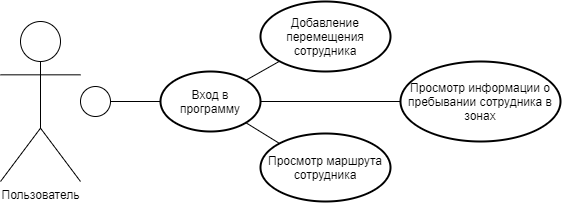 Добавление
перемещения
сотрудника
Вход в
программу
Просмотр информации о
пребывании сотрудника в
зонах
Просмотр маршрута
сотрудника
Пользователь